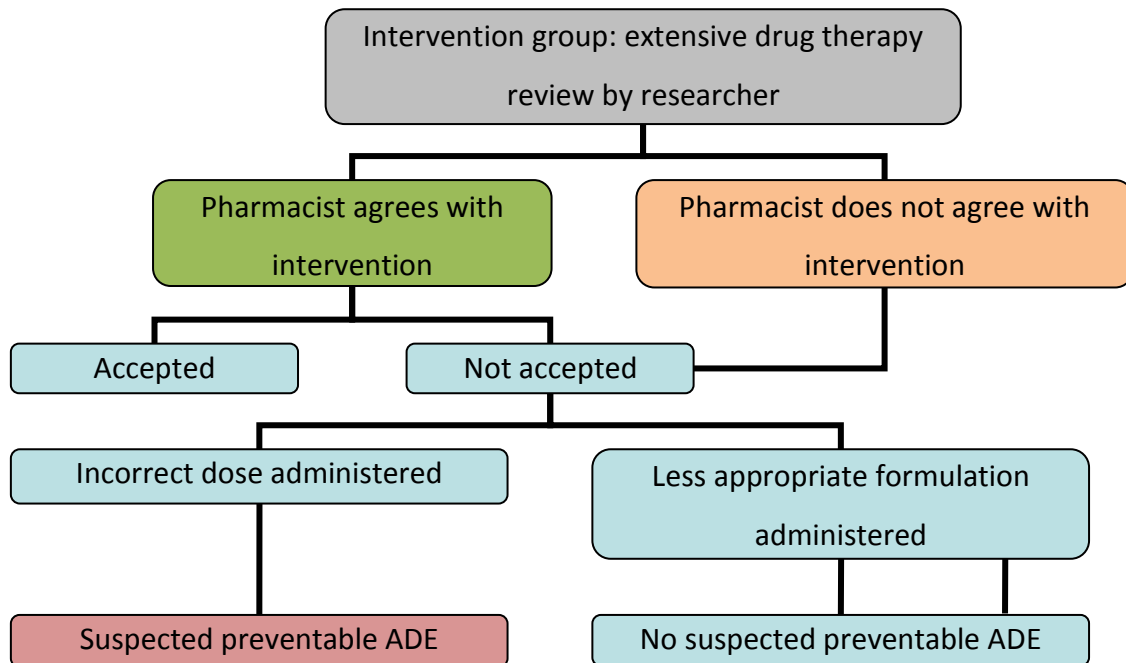 Intervention group: extensive drug therapy
review by researcher
Pharmacist agrees with
intervention
Pharmacist does not agree with
intervention
Accepted
Not accepted
Incorrect dose administered
Less appropriate formulation
administered
Suspected preventable ADE
No suspected preventable ADE